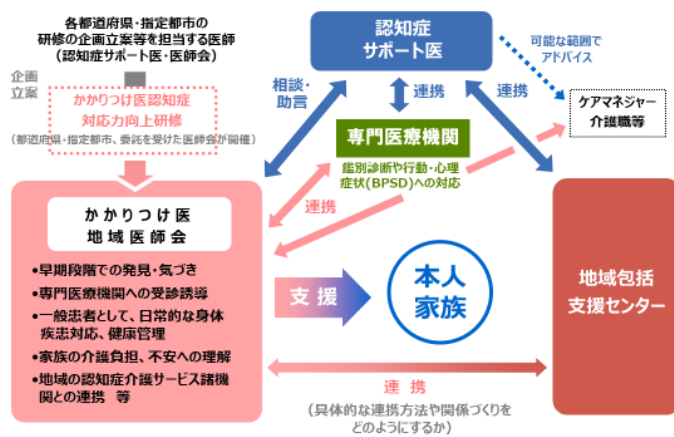 各都道府県・指定都市の
研修の企画立案等を担当する医師
(認知症サポート医・医師会)
企画
立案
かかりつけ医認知症
対応力向上研修
(都道府県・指定都市、委託を受けた医師会が開催)
認知症
サポート医
可能な範囲で
アドバイス
相談・
助言
連携
連携
ケアマネジャー
介護職等
専門医療機関
鑑別診断や行動・心理
症状(BPSD)への対応
連携
かかりつけ医
地域医師会
•早期段階での発見・気づき
•専門医療機関への受診誘導
•一般患者として、日常的な身体
疾患対応、健康管理
•家族の介護負担、不安への理解
•地域の認知症介護サービス諸機
関との連携 等
支援
本人
家族
地域包括
支援センター
連携
(具体的な連携方法や関係づくりを
どのようにするか)